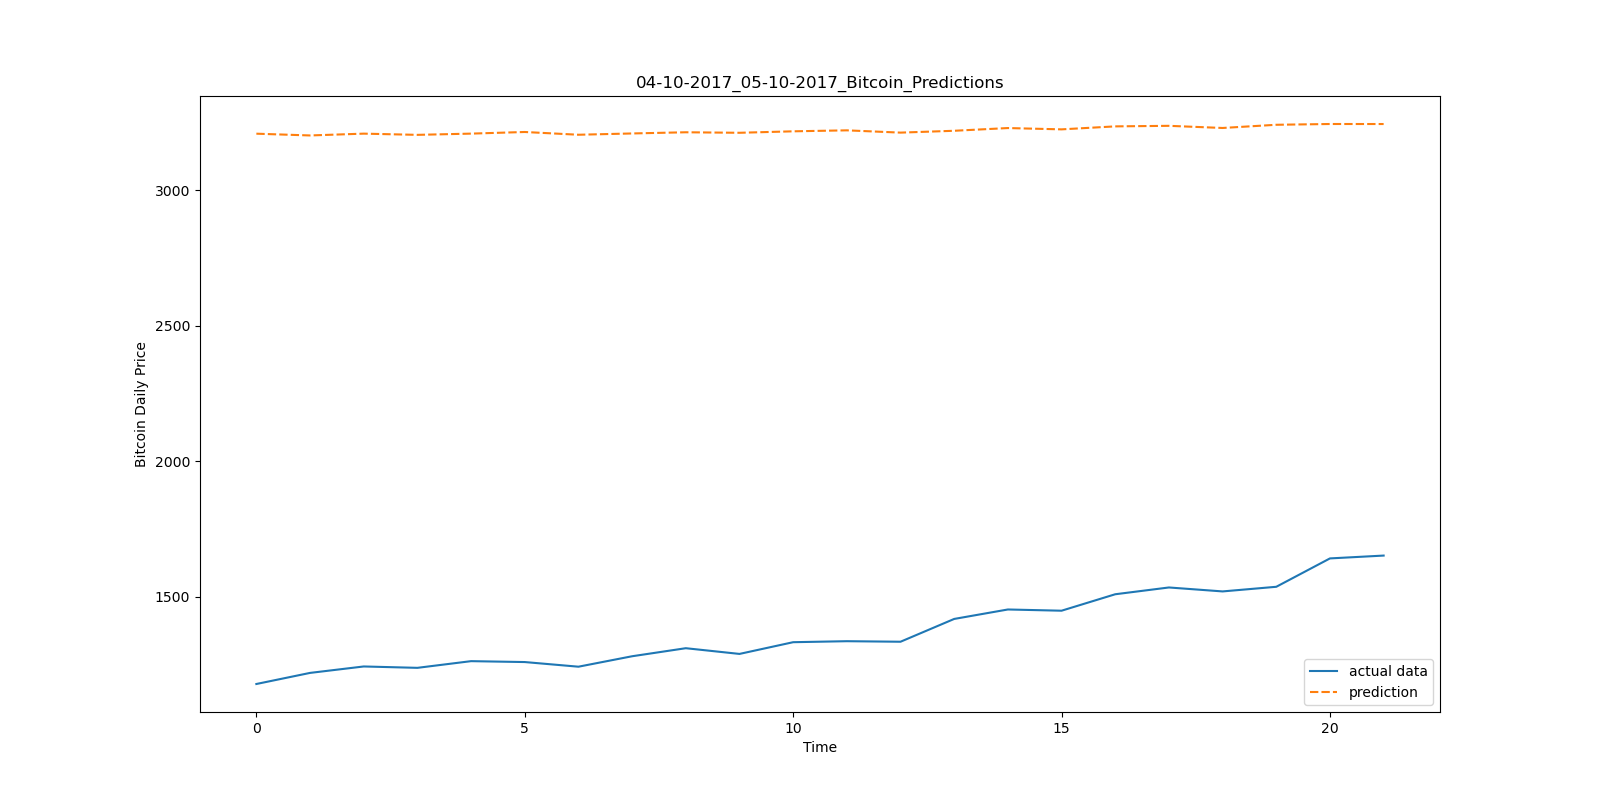 04-10-2017_05-10-2017_Bitcoin_Predictions
3000
2500
2000
1500
Bitcoin Daily Price
0 5 10 15 20
Time
actual data
prediction